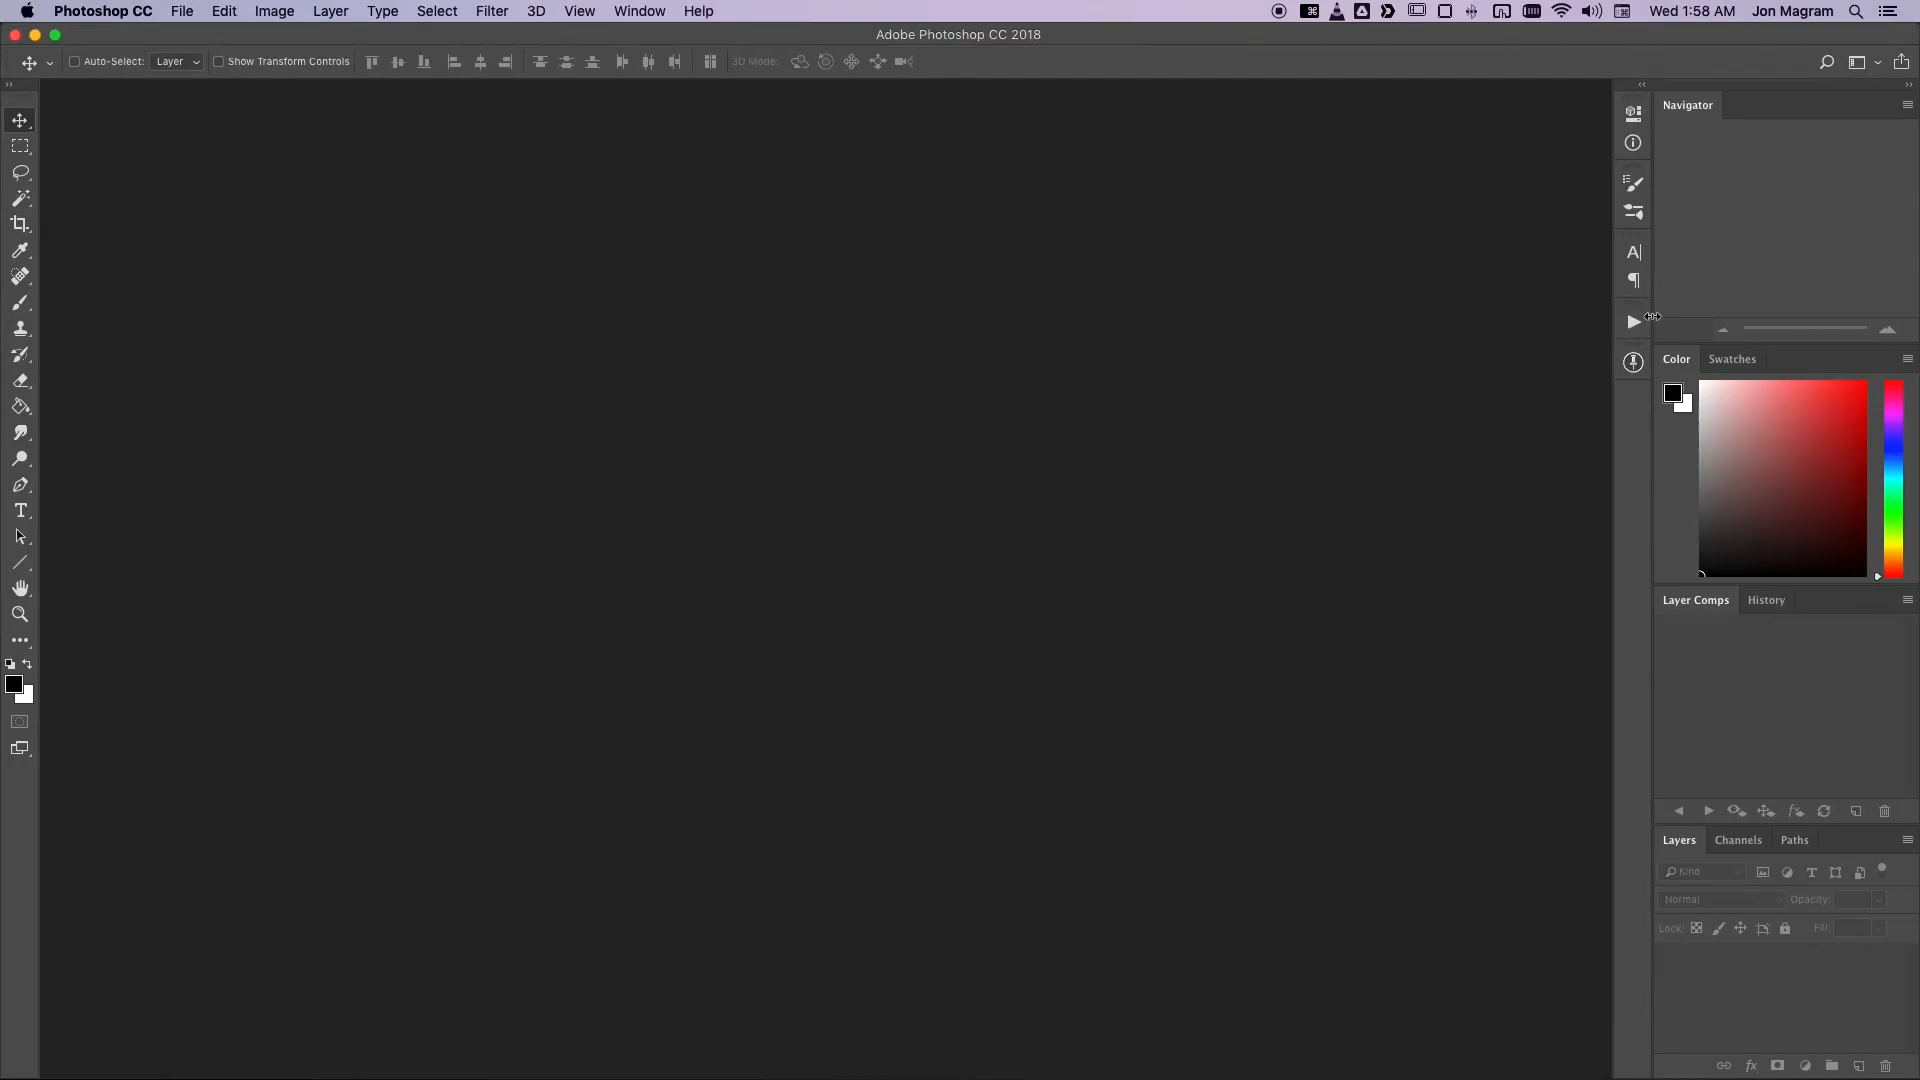 Photoshop CC File Edit Image Layer Type Select Filter 3D View Window Help Wed 1:58 AM Jon Magram
Adobe Photoshop CC 2018
Auto-Select: Layer Show Transform Controls 3D Mode:
Navigator
Color Swatches
Layer Comps History
Layers Channels Paths
Kind
Normal Opacity:
Lock: Fill: